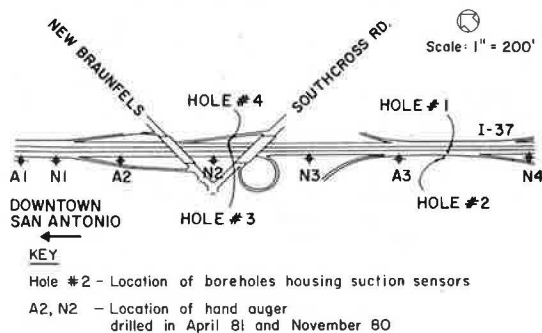 NEW BRAUNFELS
SOUTHCROSS RD.
Scale: 1" = 200'
HOLE #4
HOLE #1
I-37
A1 N1 A2 N2 N3 A3 N4
DOWNTOWN
SAN ANTONIO
HOLE #3
HOLE #2
KEY
Hole #2 - Location of boreholes housing suction sensors
A2, N2 - Location of hand auger
drilled in April 81 and November 80